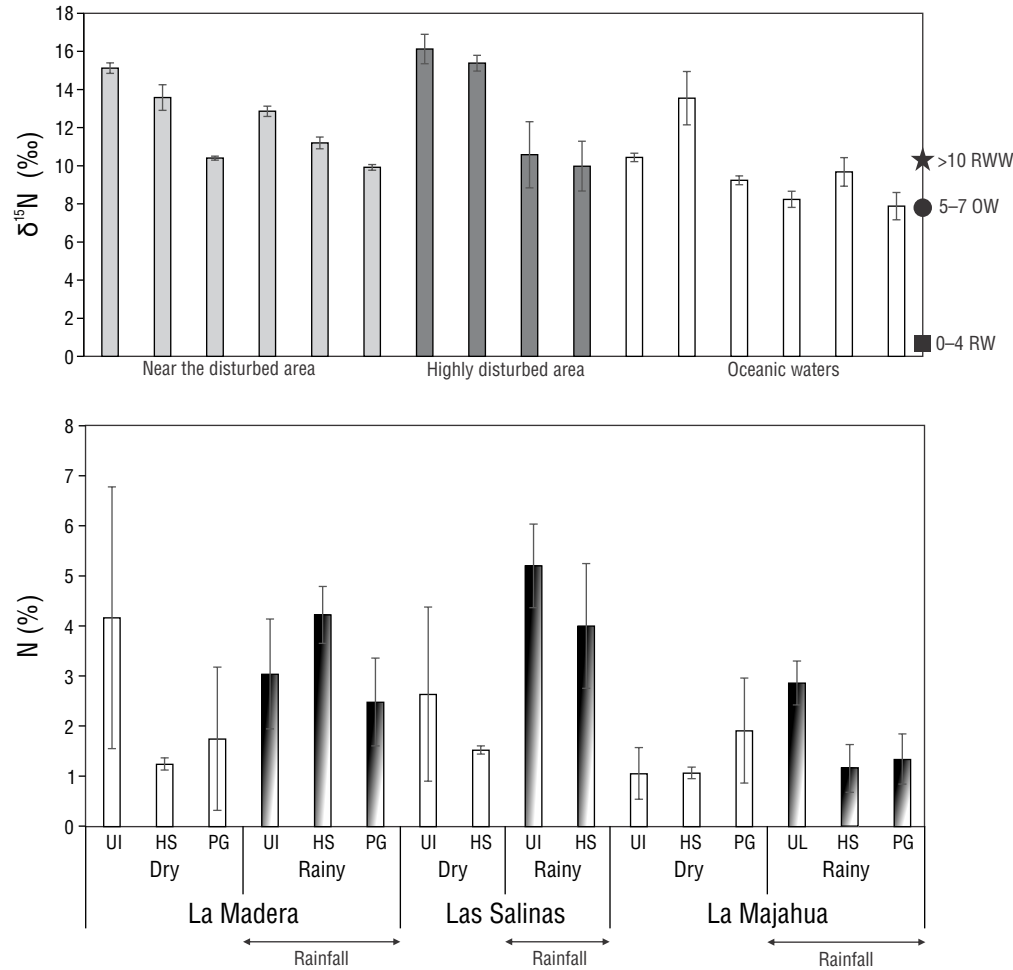 18
16
14
12
10
8
6
4
2
0
δ15N (‰)
>10 RWW
5–7 OW
0–4 RW
Near the disturbed area
Highly disturbed area
Oceanic waters
8
7
6
5
4
3
2
1
0
N (%)
UI HS PG UI HS PG UI HS UI HS UI HS PG UL HS PG
Dry Rainy Dry Rainy Dry Rainy
La Madera Las Salinas La Majahua
Rainfall Rainfall Rainfall